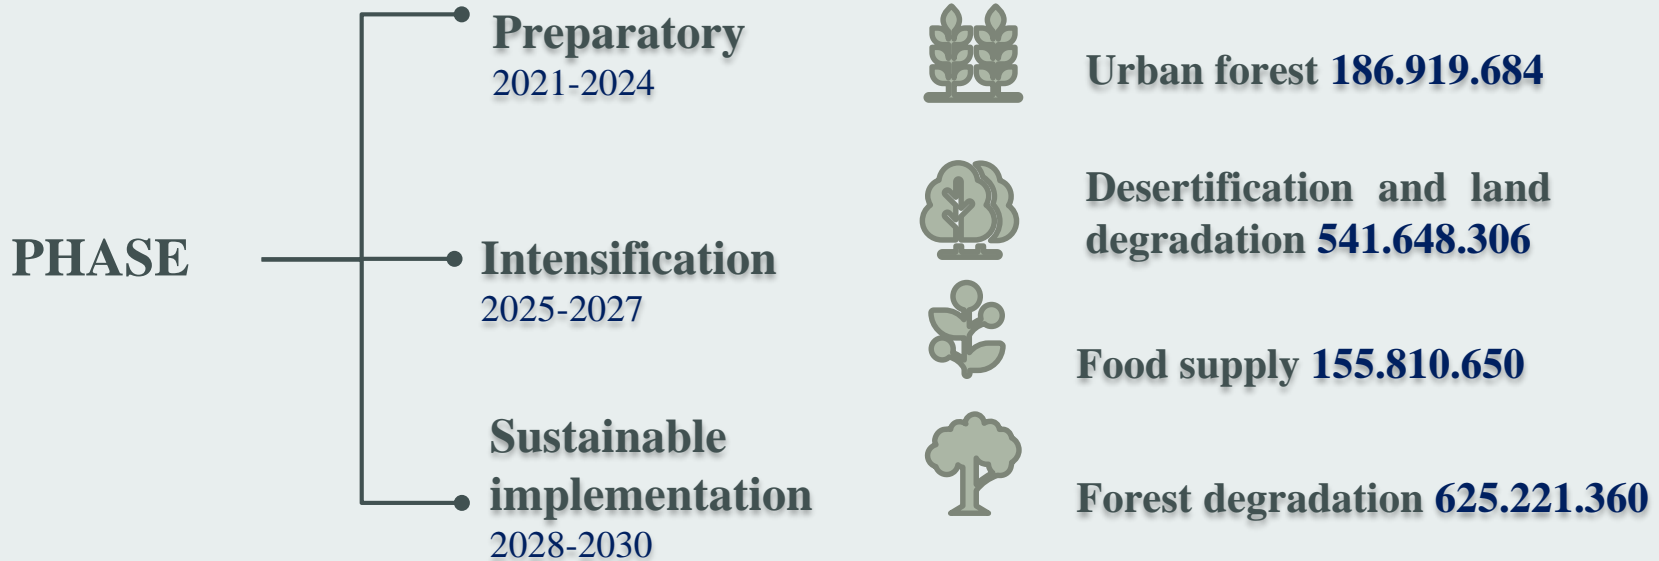 PHASE
Preparatory
2021-2024
Intensification
2025-2027
Sustainable
implementation
2028-2030
Urban forest 186.919.684
Desertification and land
degradation 541.648.306
Food supply 155.810.650
Forest degradation 625.221.360